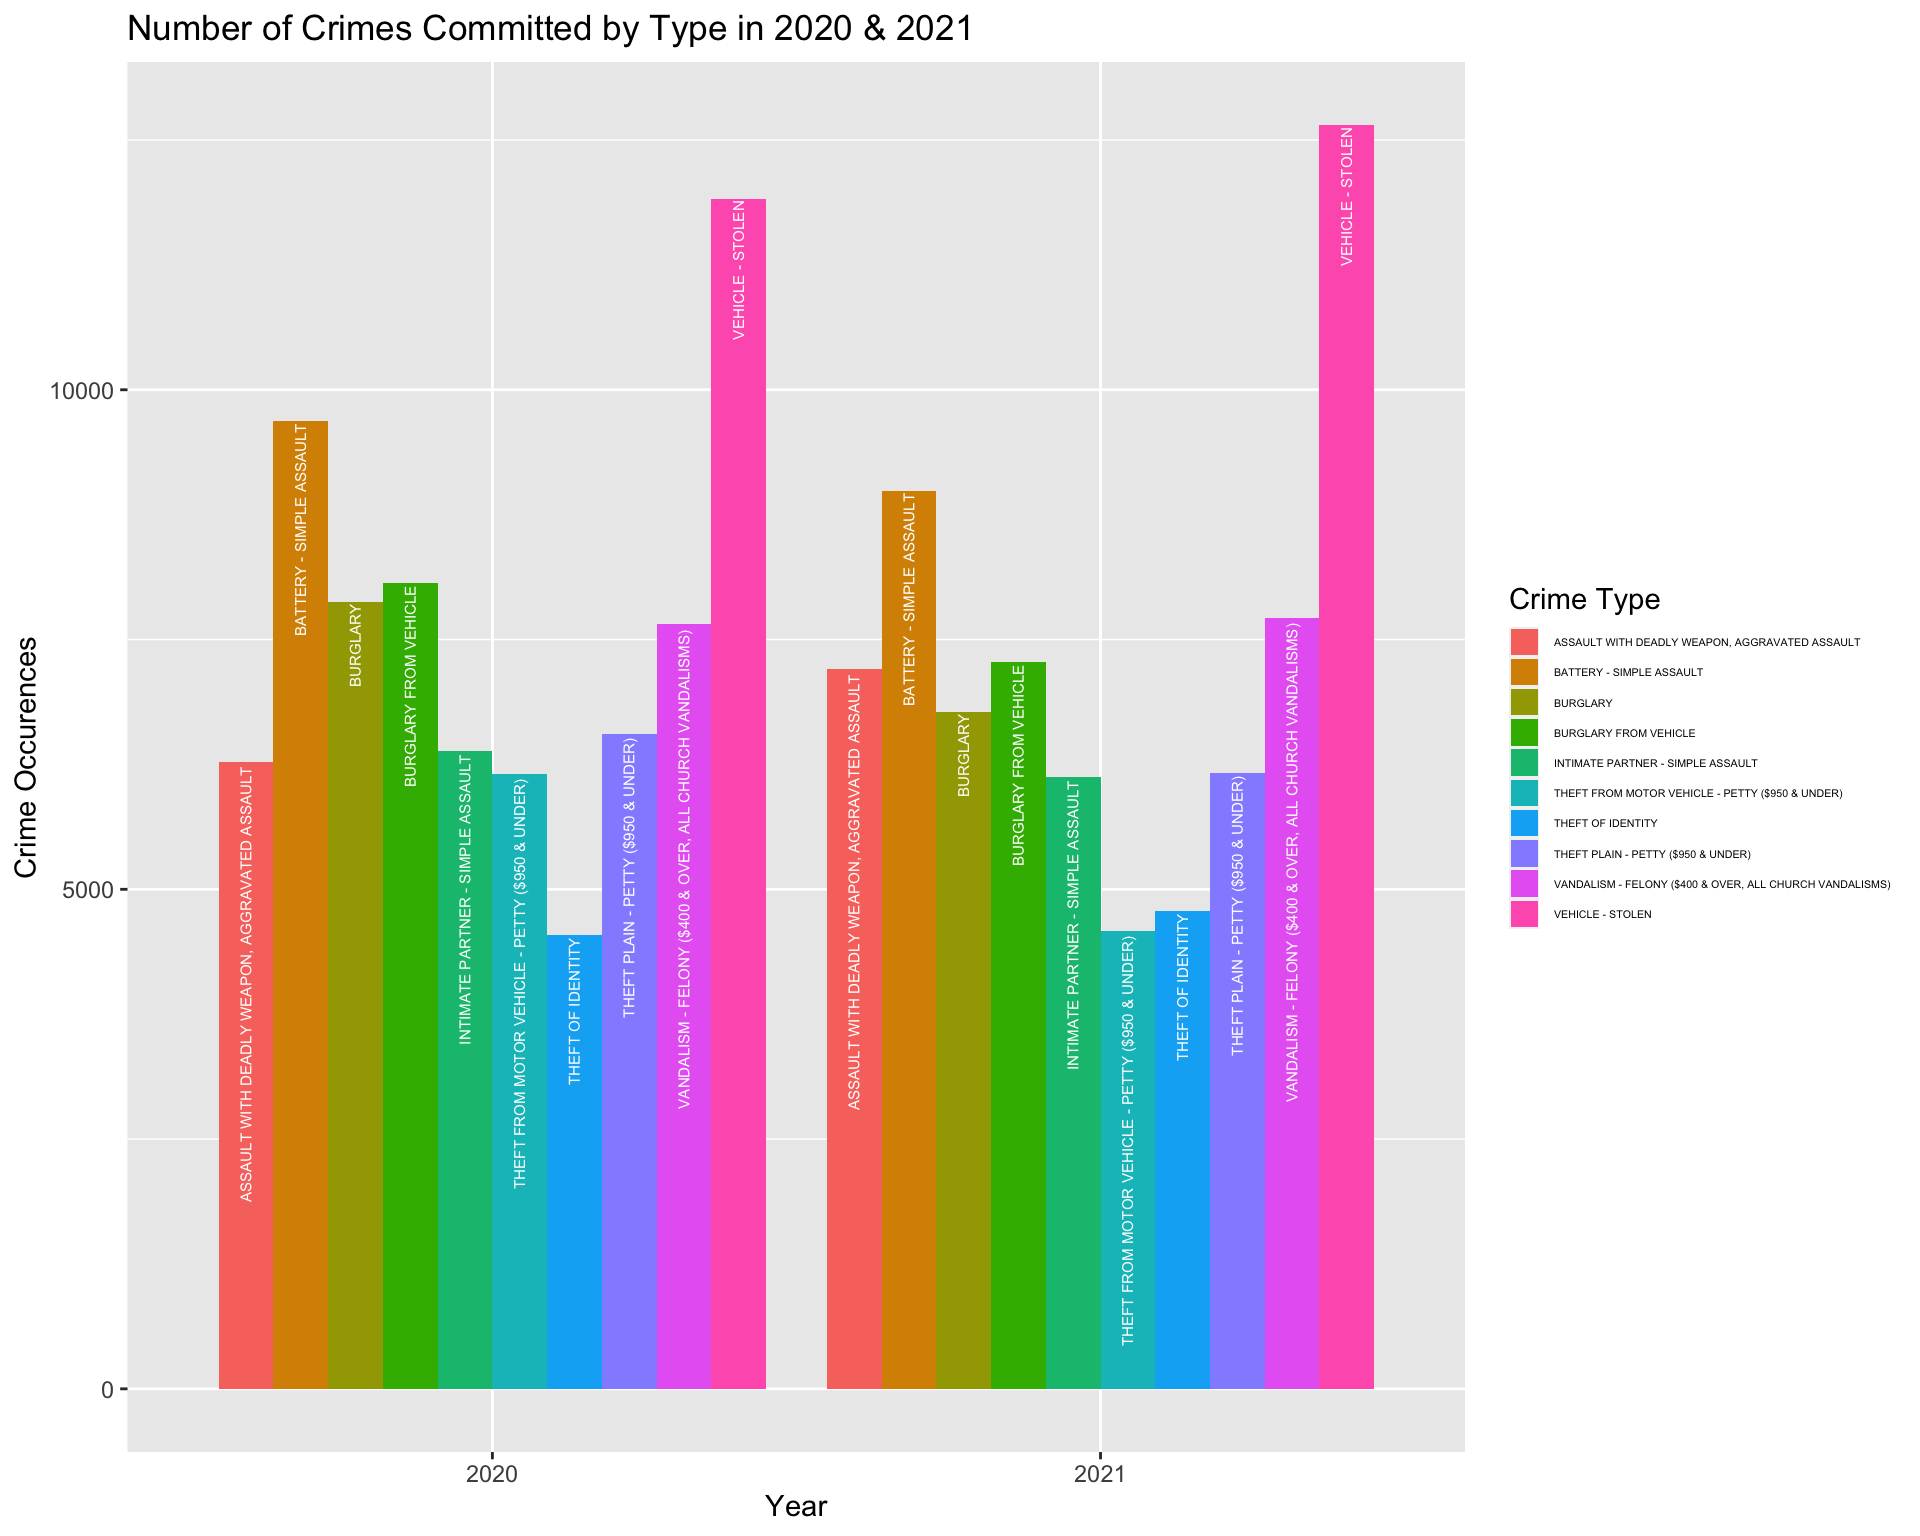 Number of Crimes Committed by Type in 2020 & 2021
Crime Occurences
10000
5000
0
ASSAULT WITH DEADLY WEAPON, AGGRAVATED ASSAULT
BATTERY - SIMPLE ASSAULT
BURGLARY
BURGLARY FROM VEHICLE
INTIMATE PARTNER - SIMPLE ASSAULT
THEFT FROM MOTOR VEHICLE - PETTY ($950 & UNDER)
THEFT OF IDENTITY
THEFT PLAIN - PETTY ($950 & UNDER)
VANDALISM - FELONY ($400 & OVER, ALL CHURCH VANDALISMS)
VEHICLE - STOLEN
ASSAULT WITH DEADLY WEAPON, AGGRAVATED ASSAULT
BATTERY - SIMPLE ASSAULT
BURGLARY
BURGLARY FROM VEHICLE
INTIMATE PARTNER - SIMPLE ASSAULT
THEFT FROM MOTOR VEHICLE - PETTY ($950 & UNDER)
THEFT OF IDENTITY
THEFT PLAIN - PETTY ($950 & UNDER)
VANDALISM - FELONY ($400 & OVER, ALL CHURCH VANDALISMS)
VEHICLE - STOLEN
2020
2021
Year
Crime Type
ASSAULT WITH DEADLY WEAPON, AGGRAVATED ASSAULT
BATTERY - SIMPLE ASSAULT
BURGLARY
BURGLARY FROM VEHICLE
INTIMATE PARTNER - SIMPLE ASSAULT
THEFT FROM MOTOR VEHICLE - PETTY ($950 & UNDER)
THEFT OF IDENTITY
THEFT PLAIN - PETTY ($950 & UNDER)
VANDALISM - FELONY ($400 & OVER, ALL CHURCH VANDALISMS)
VEHICLE - STOLEN